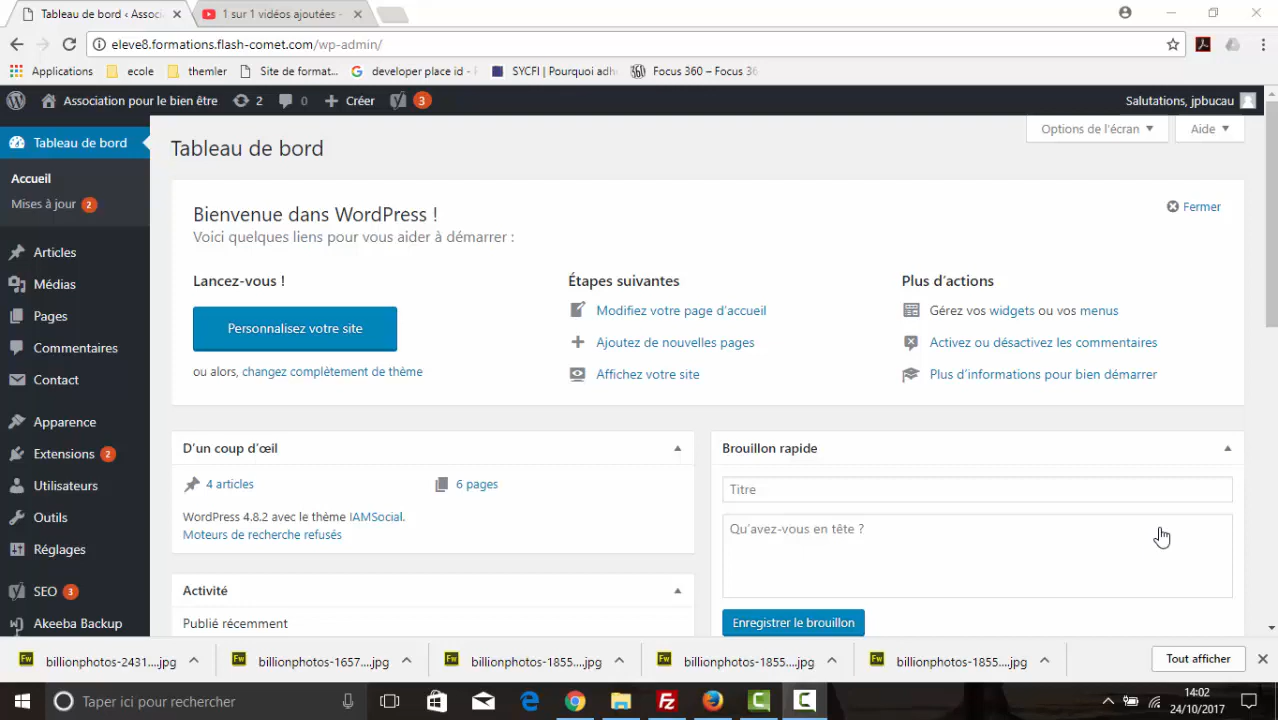 Tableau de bord ‹ Associ
1 sur 1 vidéos ajoutées -
eleve8.formations.flash-comet.com/wp-admin/
Applications
ecole
themler
Site de format...
developer place id -
SYCFI | Pourquoi adh
Focus 360 – Focus 36
Association pour le bien être
2
0
Créer
3
Salutations, jpbucau
Tableau de bord
Accueil
Mises à jour 2
Articles
Médias
Pages
Commentaires
Contact
Apparence
Extensions 2
Utilisateurs
Outils
Réglages
SEO 3
Akeeba Backup
Options de l'écran
Aide
Tableau de bord
Bienvenue dans WordPress !
Fermer
Voici quelques liens pour vous aider à démarrer :
Lancez-vous !
Personnalisez votre site
ou alors, changez complètement de thème
Étapes suivantes
Modifiez votre page d'accueil
Ajoutez de nouvelles pages
Affichez votre site
Plus d'actions
Gérez vos widgets ou vos menus
Activez ou désactivez les commentaires
Plus d'informations pour bien démarrer
D'un coup d'œil
4 articles
6 pages
WordPress 4.8.2 avec le thème IAMSocial.
Moteurs de recherche refusés
Activité
Publié récemment
Brouillon rapide
Titre
Qu'avez-vous en tête ?
Enregistrer le brouillon
billionphotos-2431....jpg
billionphotos-1657....jpg
billionphotos-1855....jpg
billionphotos-1855....jpg
billionphotos-1855....jpg
Tout afficher
Taper ici pour rechercher
14:02
24/10/2017